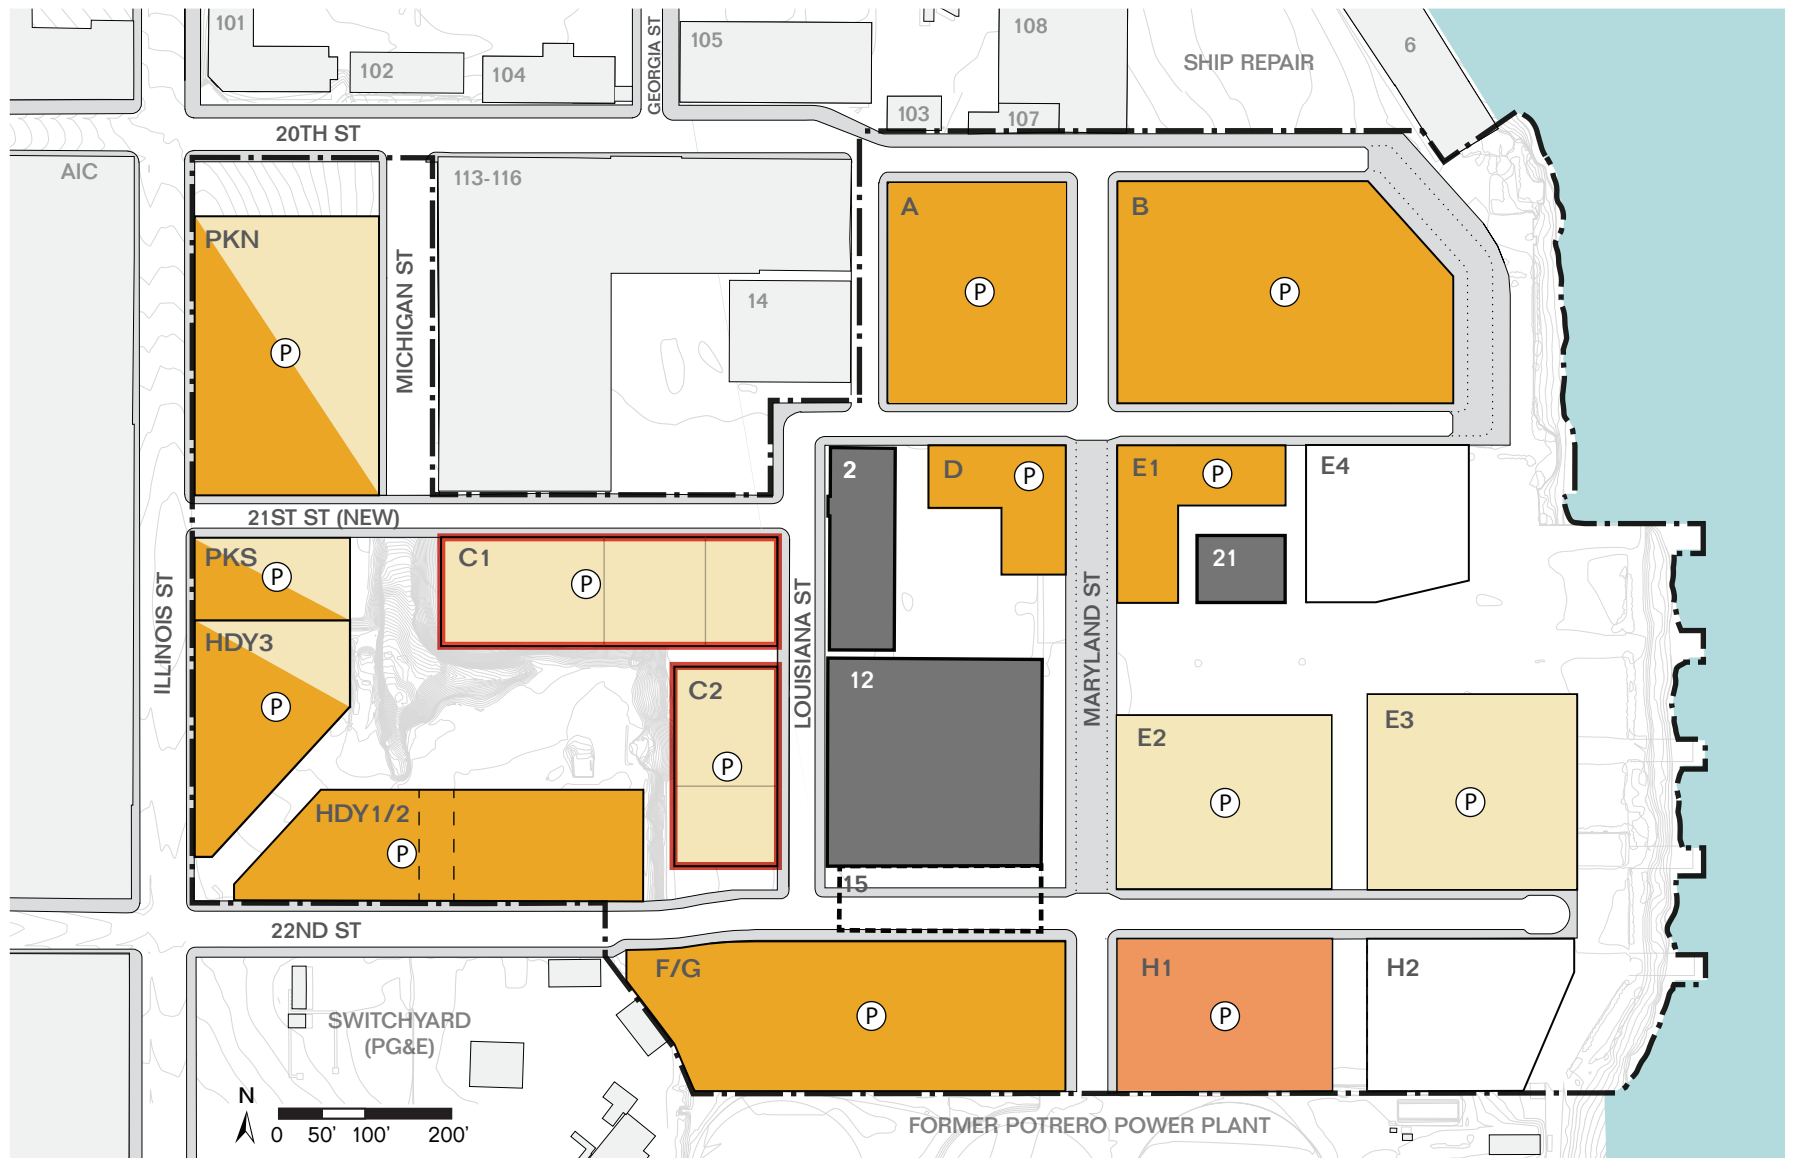 101
102
104
GEORGIA ST
105
103
108
107
SHIP REPAIR
6
20TH ST
AIC
113-116
14
PKN
P
MICHIGAN ST
A
P
B
P
21ST ST (NEW)
PKS
P
HDY3
P
ILLINOIS ST
C1
P
C2
P
LOUISIANA ST
2
D
P
12
MARYLAND ST
E1
P
21
E4
E2
P
E3
P
HDY1/2
P
15
22ND ST
F/G
P
H1
P
H2
SWITCHYARD
(PG&E)
N
0 50' 100' 200'
FORMER POTRERO POWER PLANT